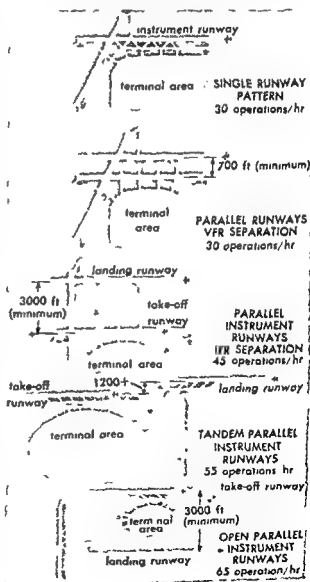 instrument runway
terminal area
SINGLE RUNWAY
PATTERN
30 operations/hr
700 ft (minimum)
terminal
area
PARALLEL RUNWAYS
VFR SEPARATION
30 operations/hr
landing runway
3000 ft
(minimum)
take-off
runway
PARALLEL
INSTRUMENT
RUNWAYS
IFR SEPARATION
45 operations/hr
terminal area
take-off
runway
1200+
landing runway
terminal area
TANDEM PARALLEL
INSTRUMENT
RUNWAYS
55 operations hr
take-off runway
terminal
area
3000 ft
(minimum)
landing runway
OPEN PARALLEL
INSTRUMENT
RUNWAYS
65 operations/hr